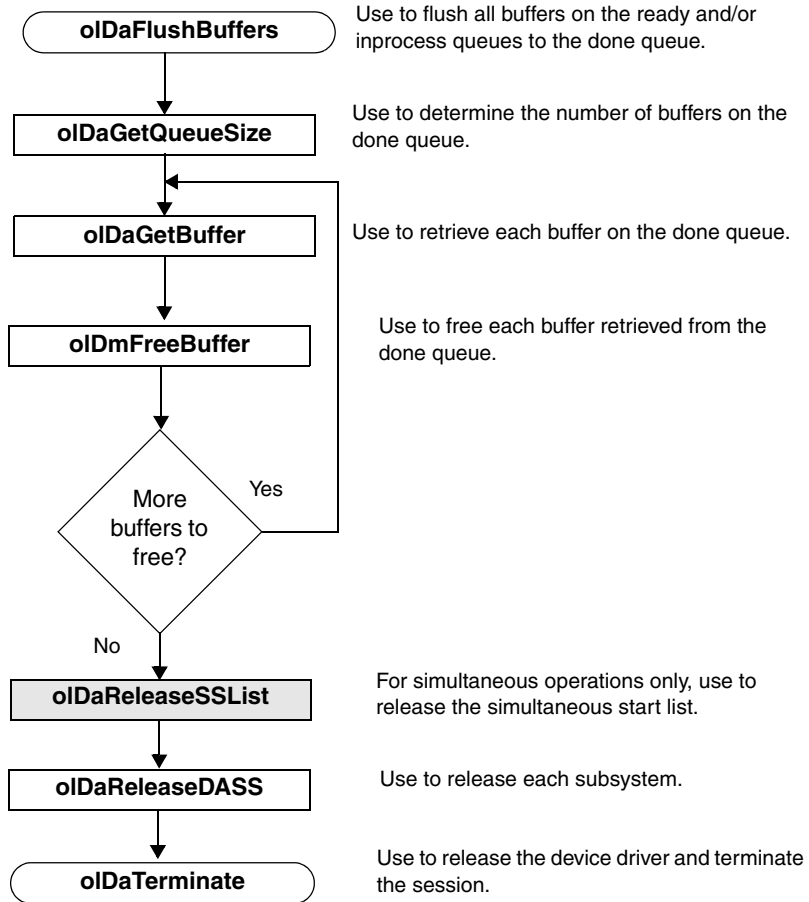 olDaFlushBuffers
Use to flush all buffers on the ready and/or
inprocess queues to the done queue.
olDaGetQueueSize
Use to determine the number of buffers on the
done queue.
olDaGetBuffer
Use to retrieve each buffer on the done queue.
olDmFreeBuffer
Use to free each buffer retrieved from the
done queue.
More
buffers to
free?
Yes
No
olDaReleaseSSList
For simultaneous operations only, use to
release the simultaneous start list.
olDaReleaseDASS
Use to release each subsystem.
olDaTerminate
Use to release the device driver and terminate
the session.